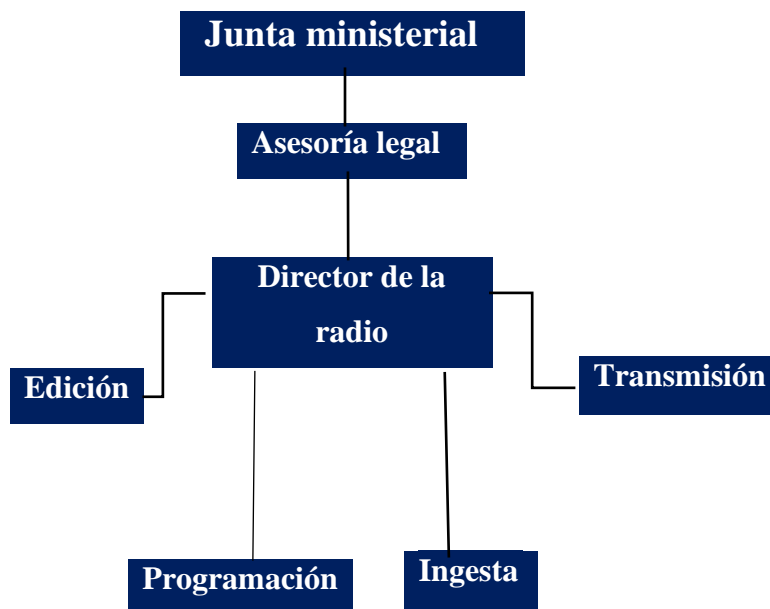 Junta ministerial
Asesoría legal
Director de la
radio
Edición
Transmisión
Programación
Ingesta